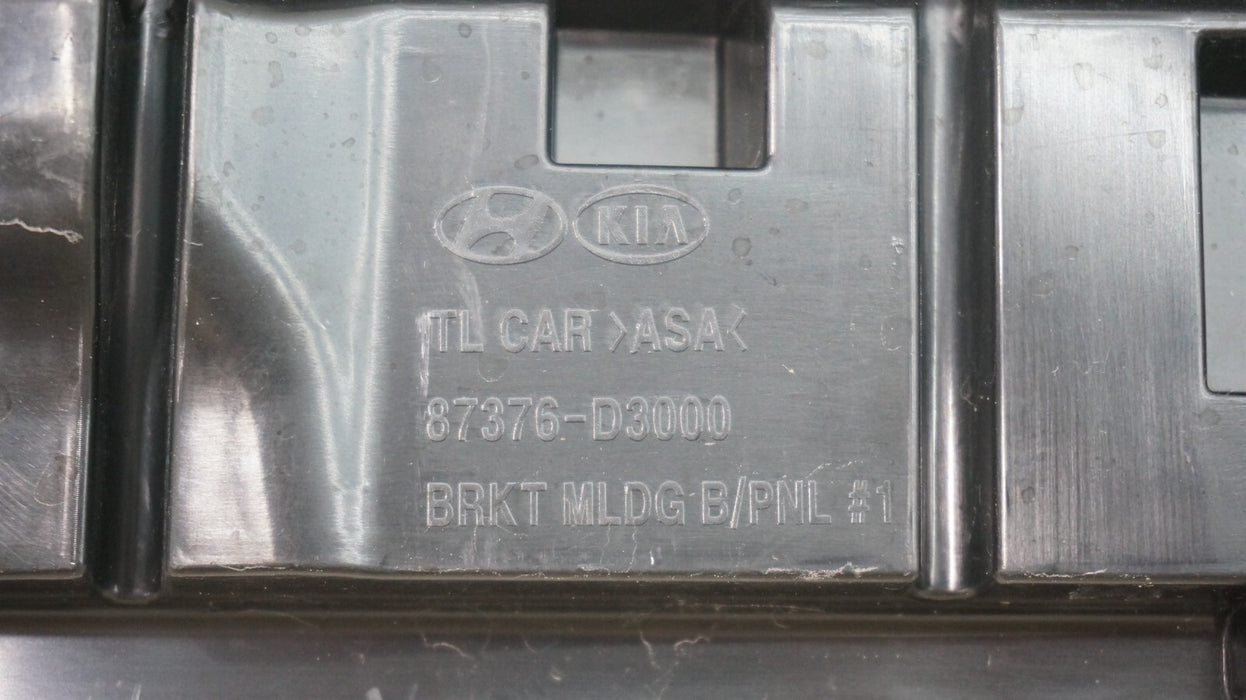 KIA
TL CAR >ASA<
87376-D3000
BRKT MLDG B/PNL #1